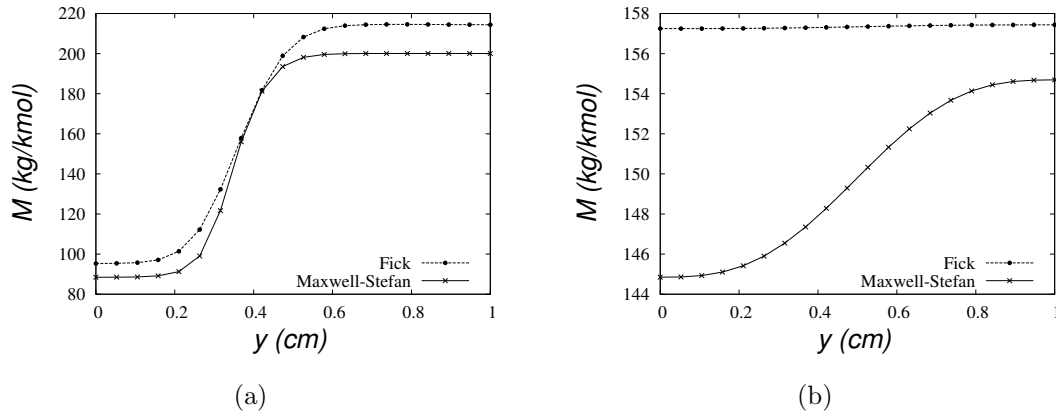 220
200
180
160
140
120
100
80
M (kg/kmol)
Fick
Maxwell-Stefan
0 0.2 0.4 0.6 0.8 1
y (cm)
(a)
158
156
154
152
150
148
146
144
M (kg/kmol)
Fick
Maxwell-Stefan
0 0.2 0.4 0.6 0.8 1
y (cm)
(b)